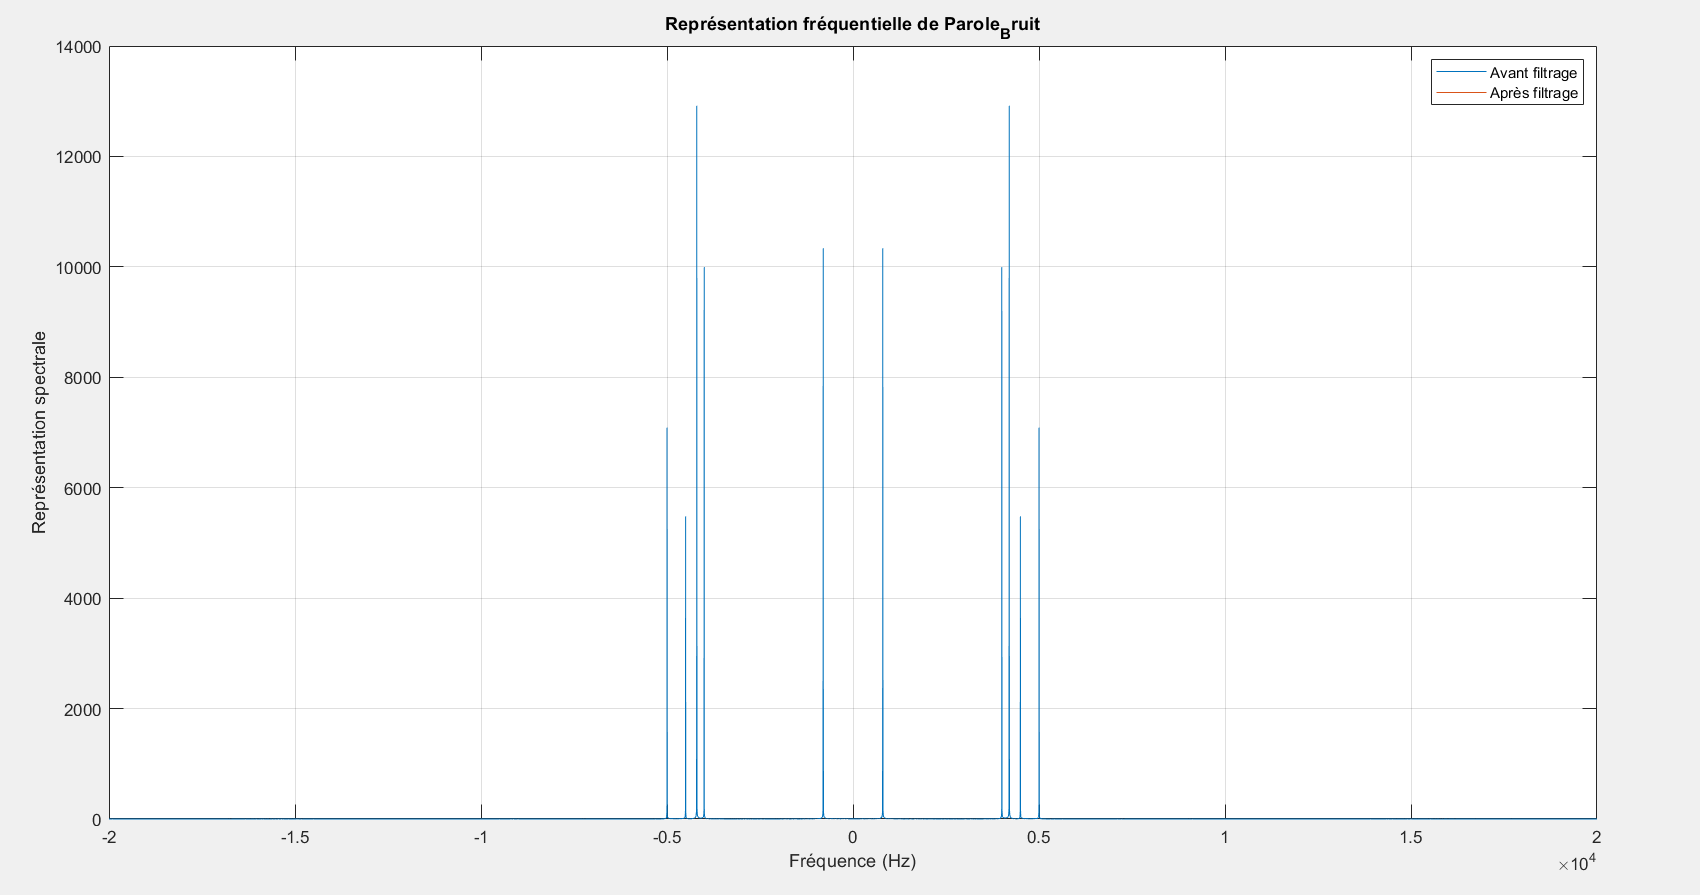 Représentation fréquentielle de Parole_Bruit
14000
12000
10000
8000
6000
4000
2000
0
Représentation spectrale
Avant filtrage
Après filtrage
-2 -1.5 -1 -0.5 0 0.5 1 1.5 2
Fréquence (Hz)
×10^4